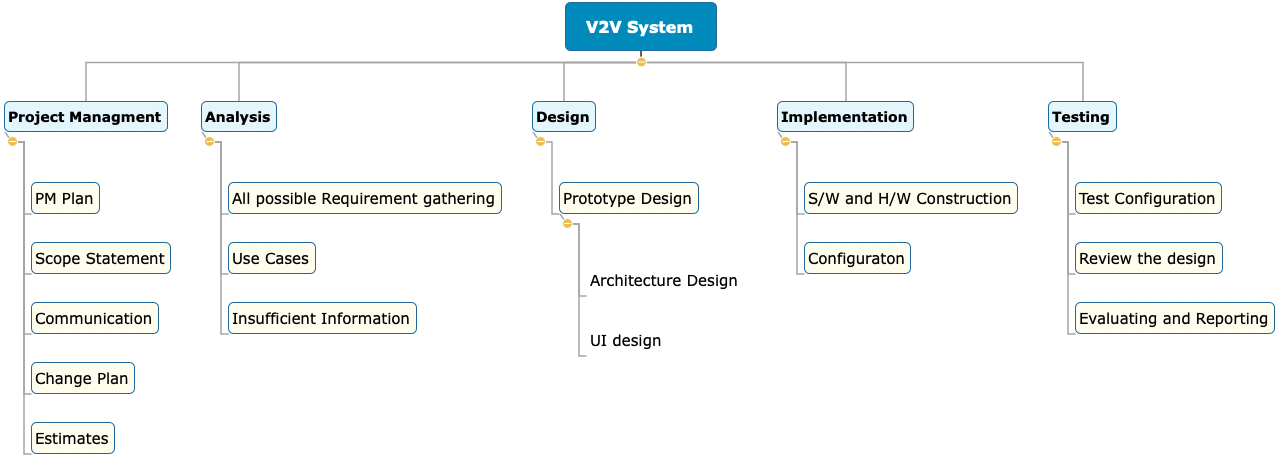 V2V System
Project Managment
PM Plan
Scope Statement
Communication
Change Plan
Estimates
Analysis
All possible Requirement gathering
Use Cases
Insufficient Information
Design
Prototype Design
Architecture Design
UI design
Implementation
S/W and H/W Construction
Configuraton
Testing
Test Configuration
Review the design
Evaluating and Reporting